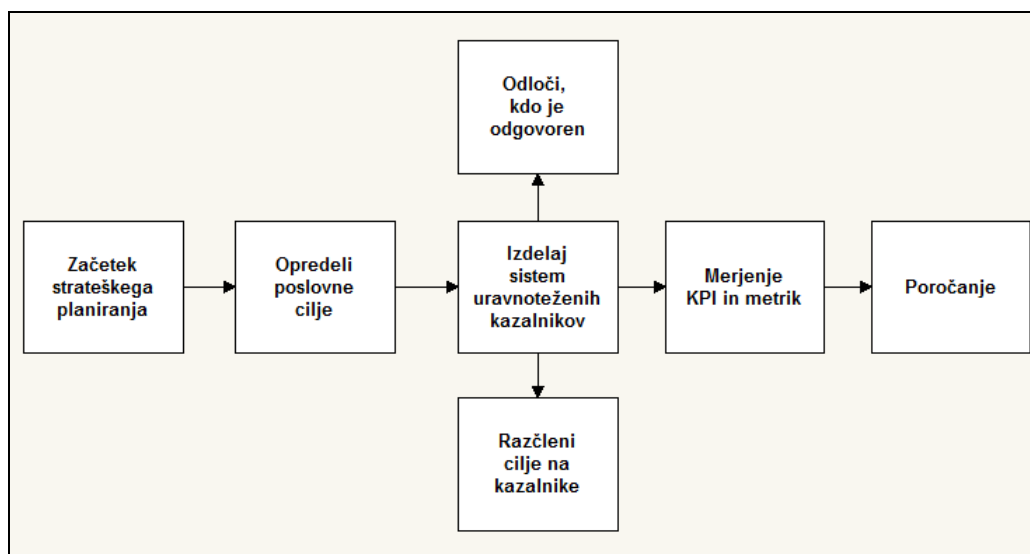 Odloči,
kdo je
odgovoren
Začetek
strateškega
planiranja
Opredeli
poslovne
cilje
Izdelaj
sistem
uravnoteženih
kazalnikov
Merjenje
KPI in metrik
Poročanje
Razčleni
cilje na
kazalnike